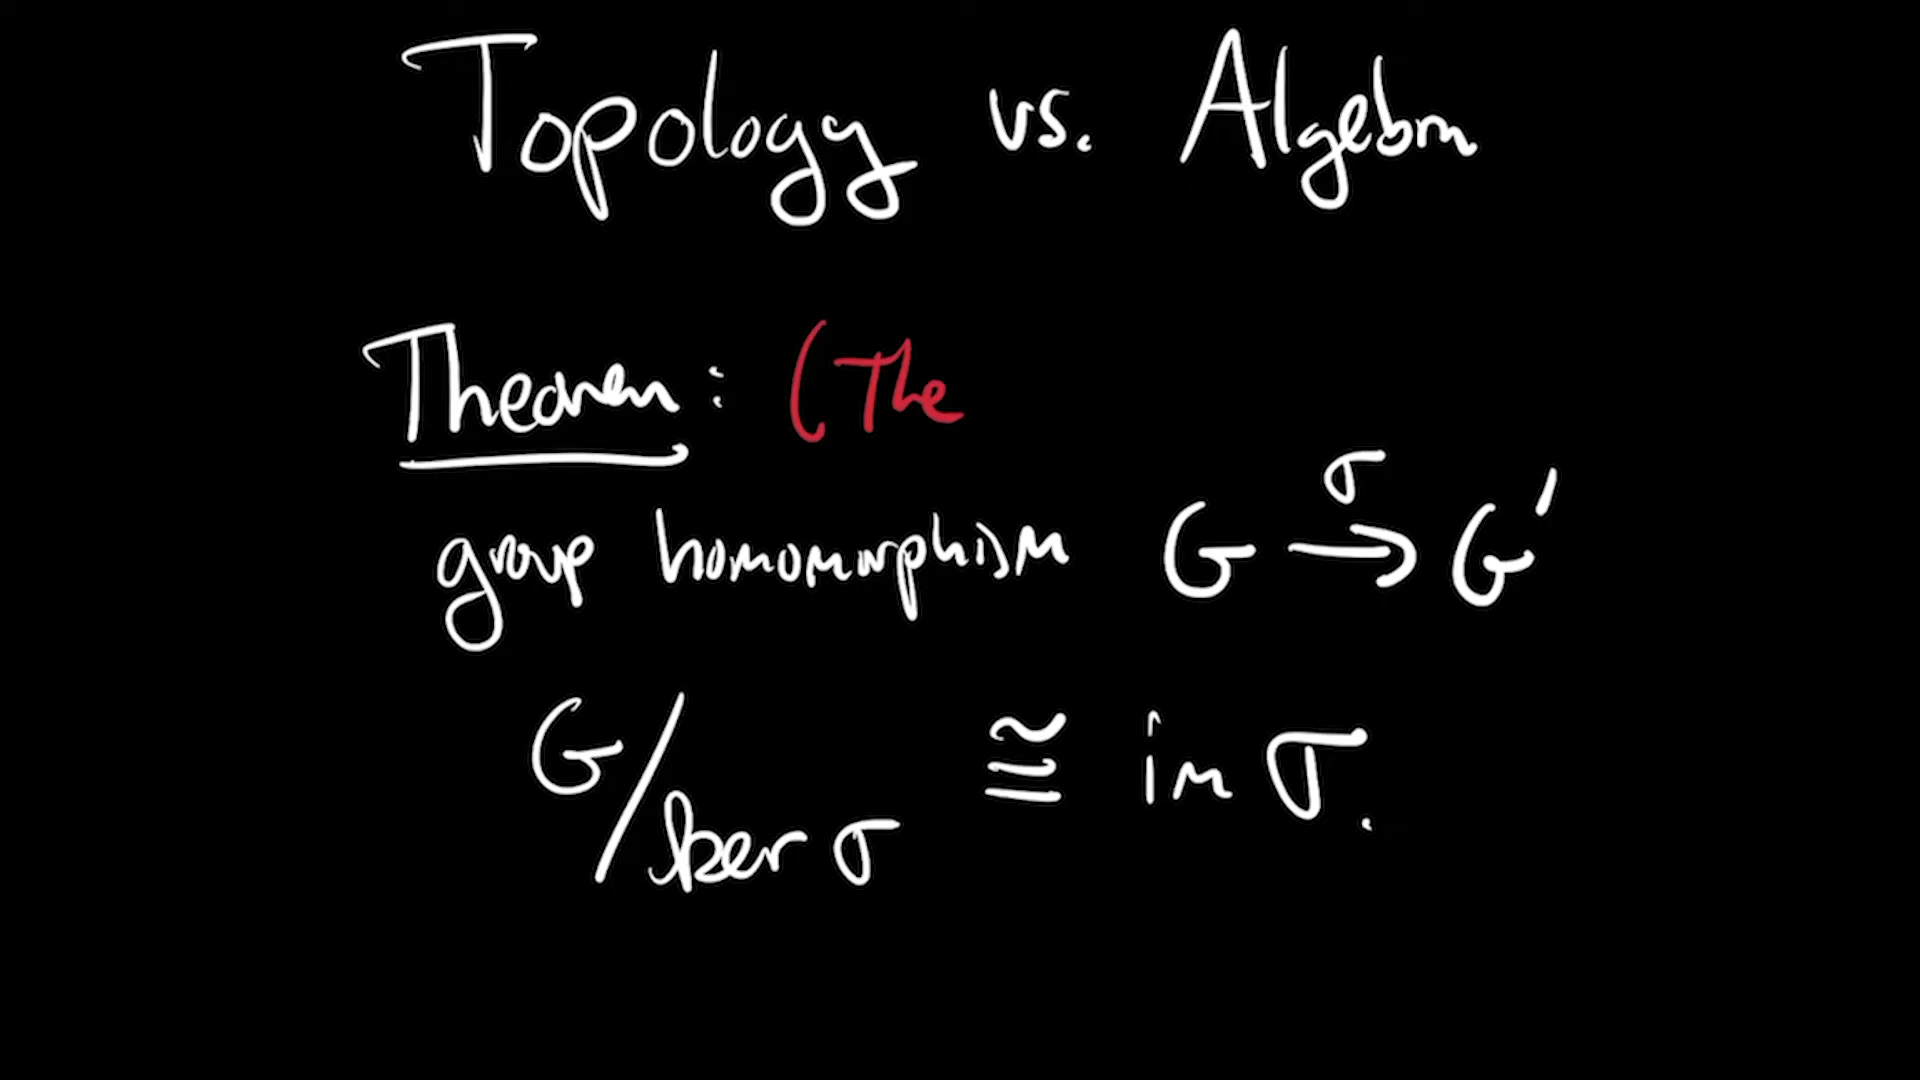 Topology vs. Algebra
Theorem: (The
group homomorphism G →σ G'
G/ker σ ≅ im σ.